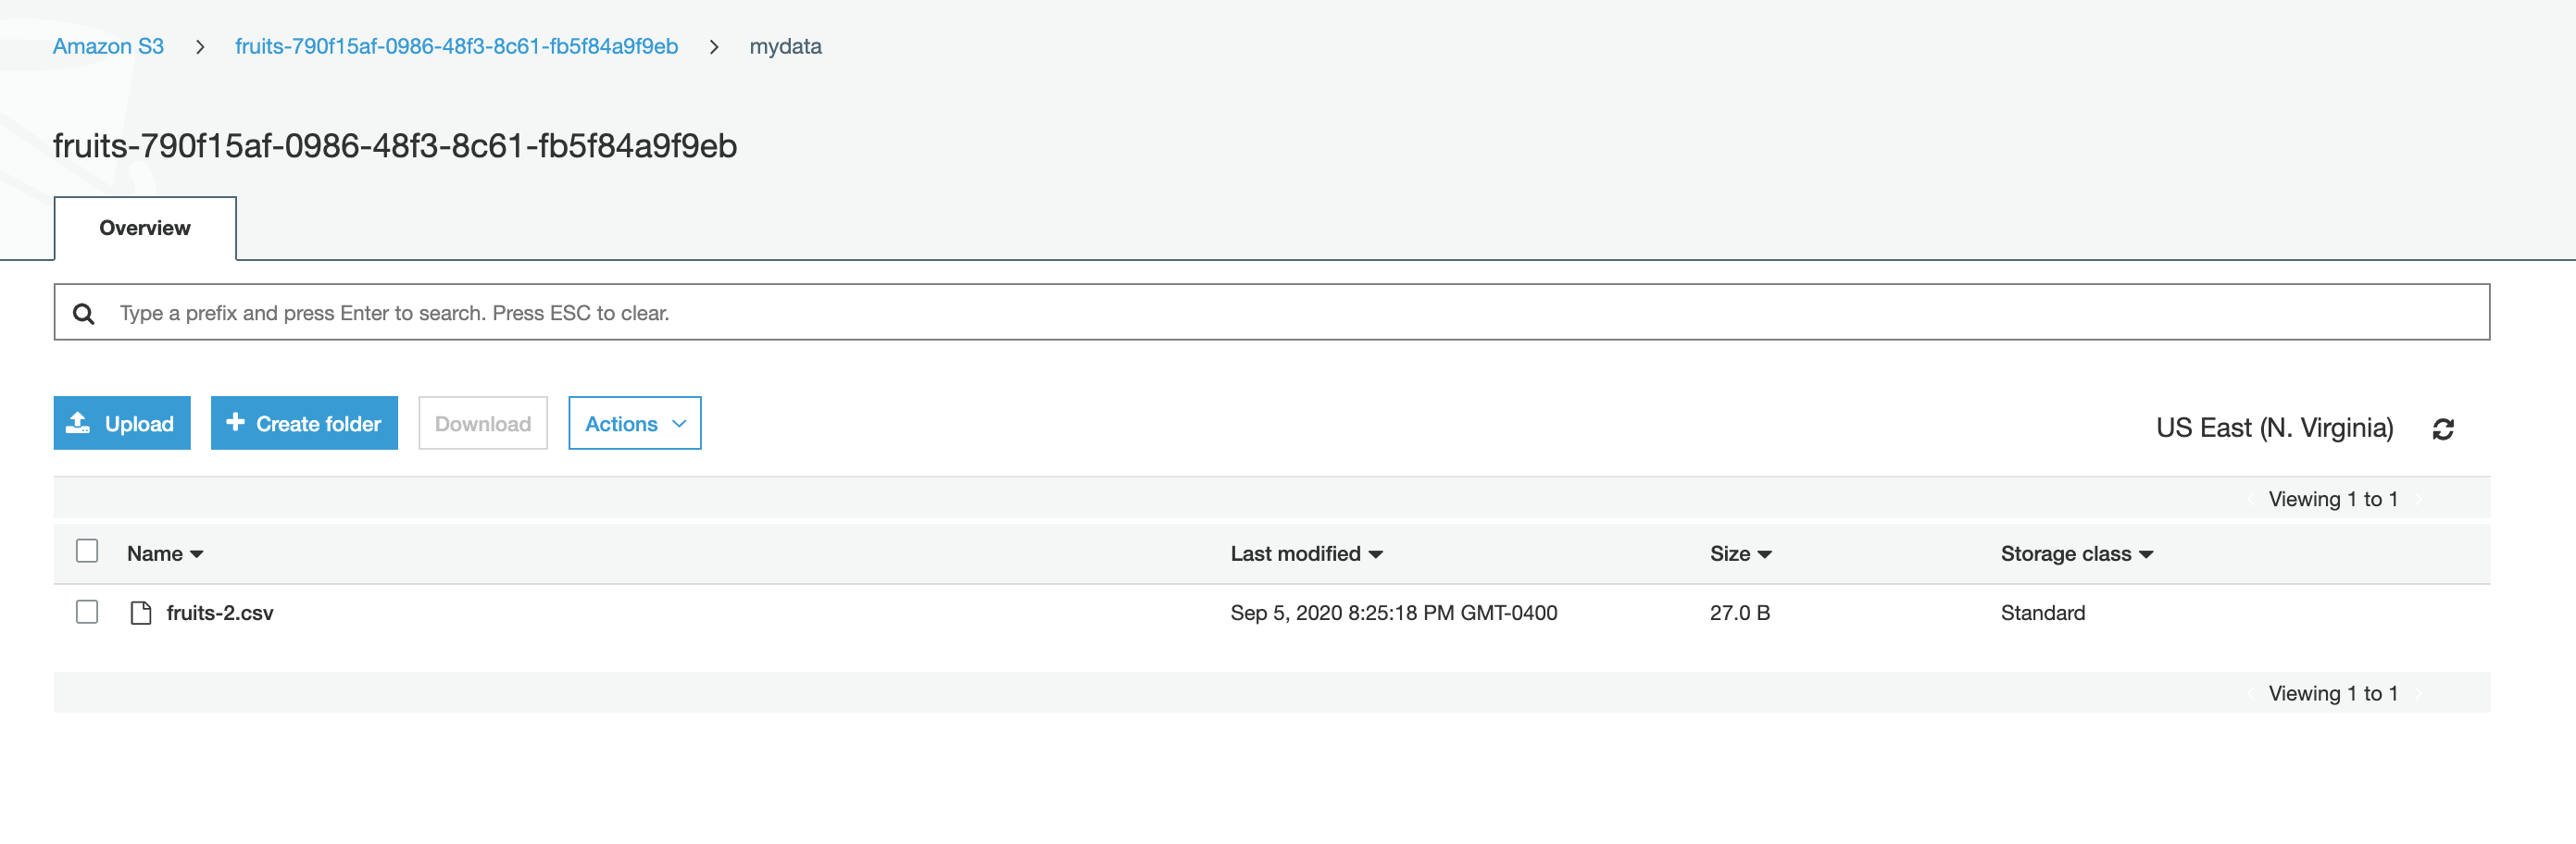 Amazon S3 > fruits-790f15af-0986-48f3-8c61-fb5f84a9f9eb > mydata
fruits-790f15af-0986-48f3-8c61-fb5f84a9f9eb
Overview
Type a prefix and press Enter to search. Press ESC to clear.
Upload + Create folder Download Actions US East (N. Virginia)
Viewing 1 to 1
Name Last modified Size Storage class
fruits-2.csv Sep 5, 2020 8:25:18 PM GMT-0400 27.0 B Standard
Viewing 1 to 1